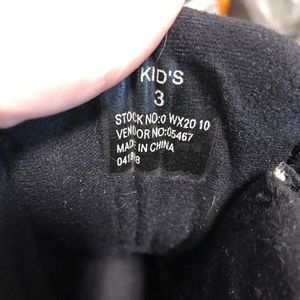 KID'S
3
STOCK NO:0 WX20 10
VENDOR NO:05467
MADE IN CHINA